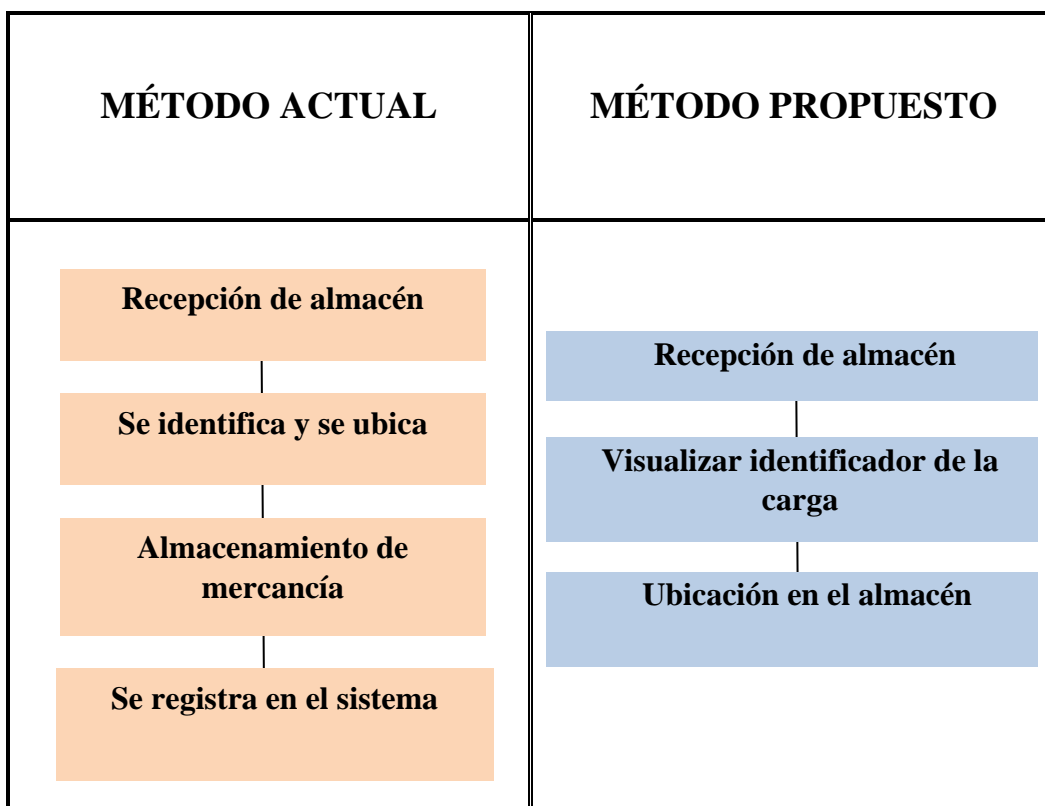 MÉTODO ACTUAL
MÉTODO PROPUESTO
Recepción de almacén
Se identifica y se ubica
Almacenamiento de
mercancía
Se registra en el sistema
Recepción de almacén
Visualizar identificador de la
carga
Ubicación en el almacén